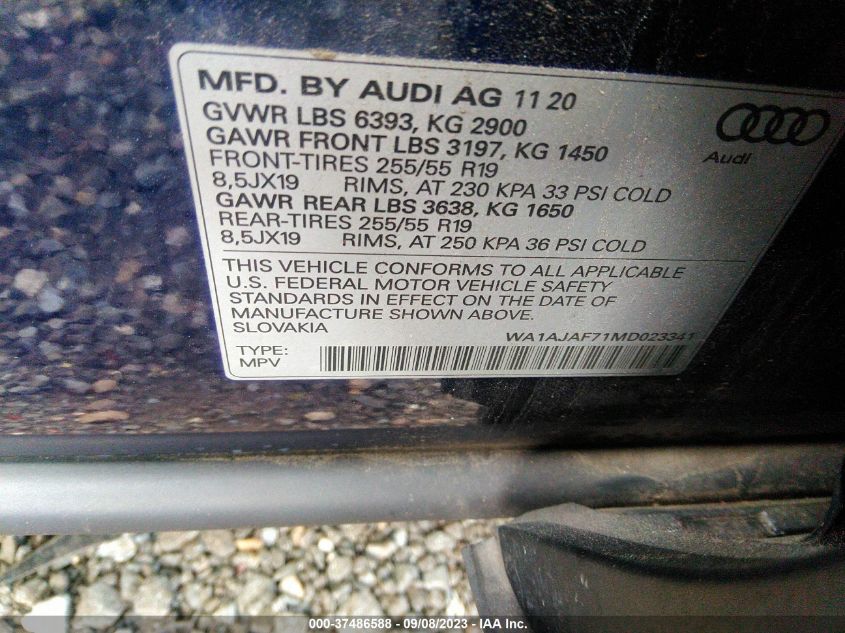 MFD. BY AUDI AG 11 20
GVWR LBS 6393, KG 2900
GAWR FRONT LBS 3197, KG 1450
FRONT-TIRES 255/55 R19
8,5JX19 RIMS, AT 230 KPA 33 PSI COLD
GAWR REAR LBS 3638, KG 1650
REAR-TIRES 255/55 R19
8,5JX19 RIMS, AT 250 KPA 36 PSI COLD
Audi
THIS VEHICLE CONFORMS TO ALL APPLICABLE
U.S. FEDERAL MOTOR VEHICLE SAFETY
STANDARDS IN EFFECT ON THE DATE OF
MANUFACTURE SHOWN ABOVE.
SLOVAKIA
WA1AJAF71MD023341
TYPE:
MPV
000-37486588 - 09/08/2023 - ©IAA Inc.